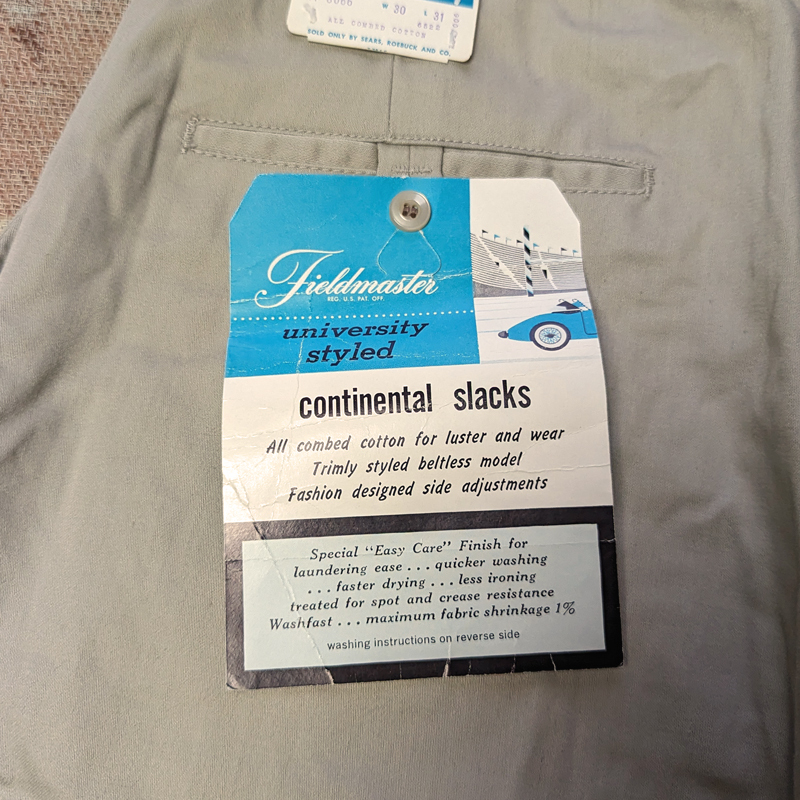 W 30 L 31
ALL COMBED COTTON
SOLD ONLY BY SEARS, ROEBUCK AND CO.
Fieldmaster
REG. U.S. PAT. OFF.
university
styled
continental slacks
All combed cotton for luster and wear
Trimly styled beltless model
Fashion designed side adjustments
Special “Easy Care” Finish for
laundering ease . . . quicker washing
. . . faster drying . . . less ironing
treated for spot and crease resistance
Washfast . . . maximum fabric shrinkage 1%
washing instructions on reverse side